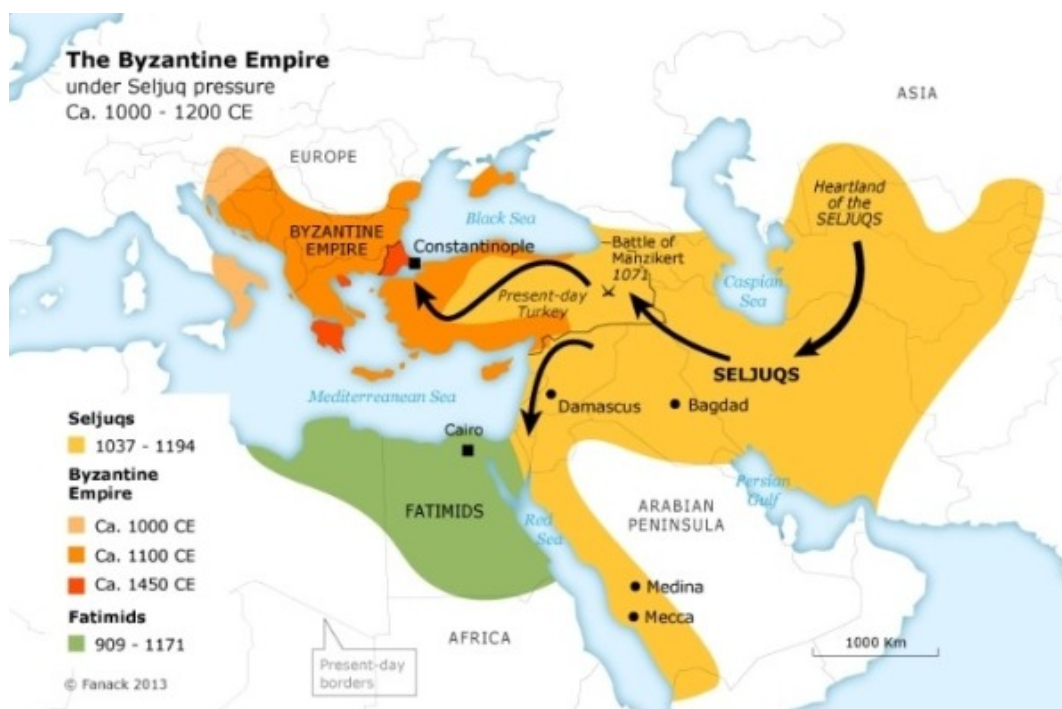 The Byzantine Empire
under Seljuq pressure
Ca. 1000 - 1200 CE
ASIA
EUROPE
Heartland
of the
SELJUQS
Black Sea
BYZANTINE
EMPIRE
Constantinople
Battle of
Manzikert
1071
Caspian
Sea
Present-day
Turkey
SELJUQS
Mediterranean Sea
Damascus
Bagdad
Cairo
Persian
Gulf
FATIMIDS
Red
Sea
ARABIAN
PENINSULA
Medina
Mecca
AFRICA
1000 Km
Seljuqs
1037 - 1194
Byzantine
Empire
Ca. 1000 CE
Ca. 1100 CE
Ca. 1450 CE
Fatimids
909 - 1171
Present-day
borders
© Fanack 2013